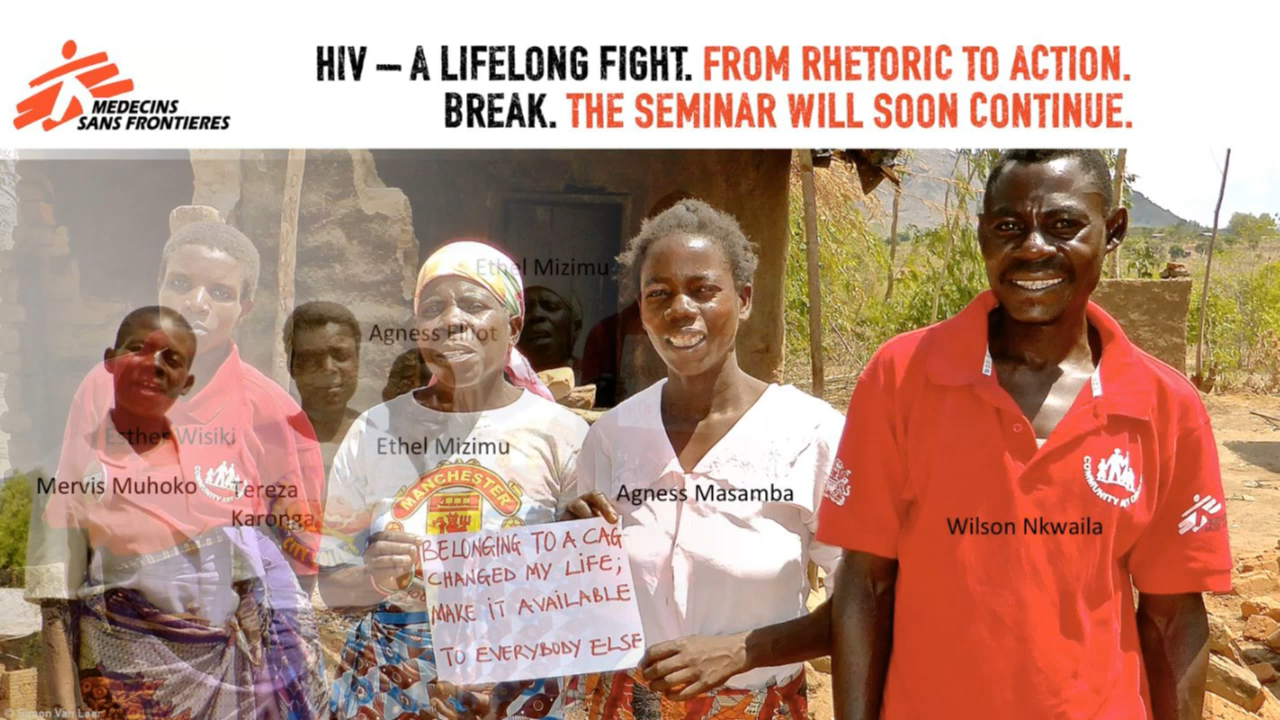 HIV – A LIFELONG FIGHT. FROM RHETORIC TO ACTION.
BREAK. THE SEMINAR WILL SOON CONTINUE.
MEDECINS
SANS FRONTIERES
Ethel Mizimu
Agness Elliot
Esther Wisiki
Ethel Mizimu
Mervis Muhoko
Tereza
Karonga
Agness Masamba
Wilson Nkwaila
MANCHESTER
BELONGING TO A CAG
CHANGED MY LIFE;
MAKE IT AVAILABLE
TO EVERYBODY ELSE
COMMUNITY ART
© Simon Van Laar